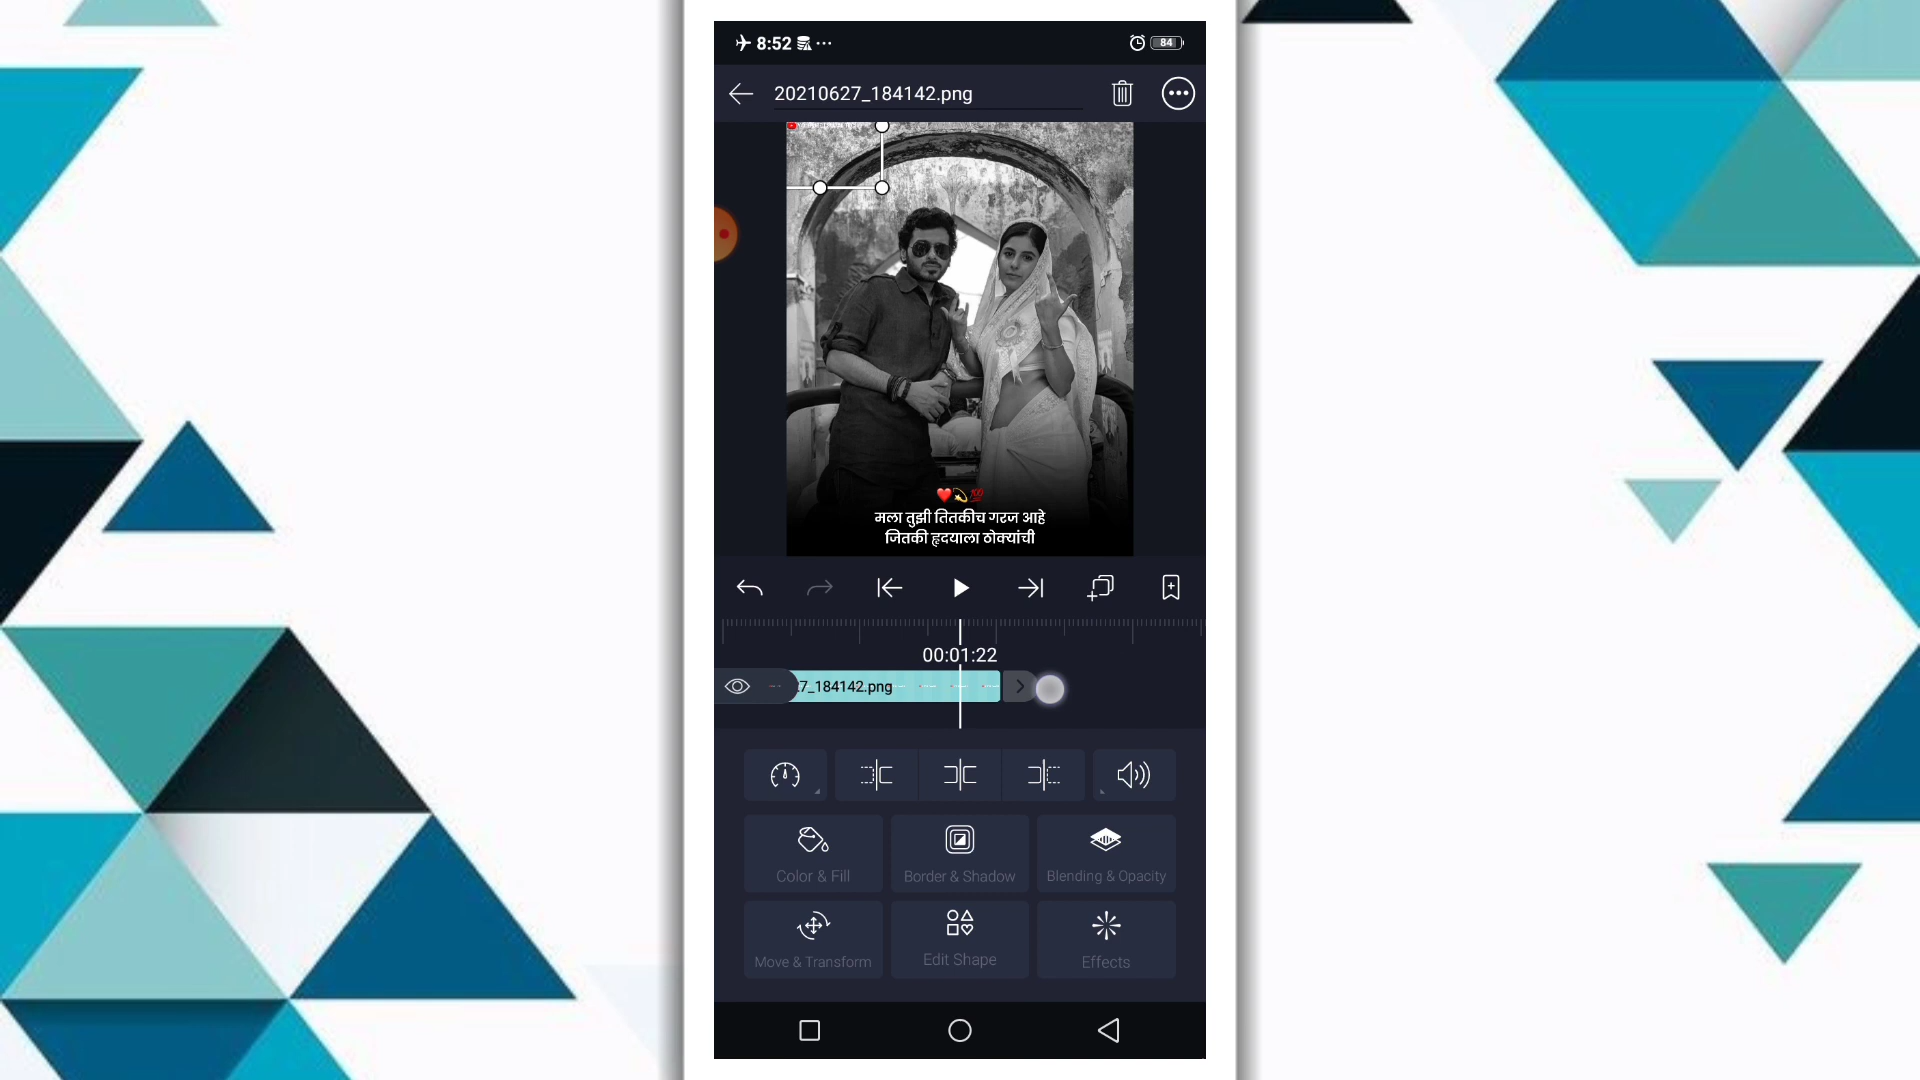 8:52
84
20210627_184142.png
मला तुझी तितकीच गरज आहे
जितकी हृदयाला ठोक्यांची
00:01:22
7_184142.png
Color & Fill
Border & Shadow
Blending & Opacity
Move & Transform
Edit Shape
Effects